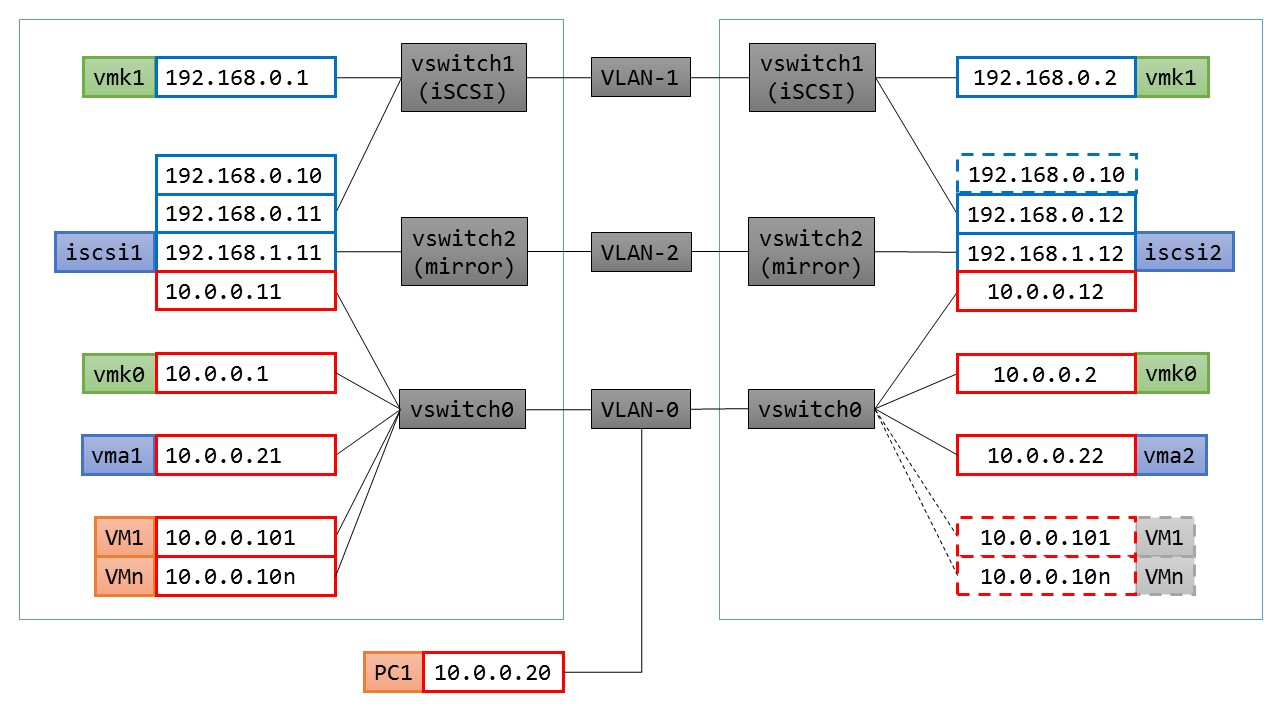 vmk1 192.168.0.1
vswitch1
(iSCSI)
VLAN-1
vswitch1
(iSCSI)
192.168.0.2 vmk1
192.168.0.10
192.168.0.11
iscsi1 192.168.1.11
10.0.0.11
vswitch2
(mirror)
VLAN-2
vswitch2
(mirror)
192.168.0.10
192.168.0.12
192.168.1.12 iscsi2
10.0.0.12
vmk0 10.0.0.1
vswitch0
VLAN-0
vswitch0
10.0.0.2 vmk0
vma1 10.0.0.21
10.0.0.22 vma2
VM1 10.0.0.101
VMn 10.0.0.10n
10.0.0.101 VM1
10.0.0.10n VMn
PC1 10.0.0.20